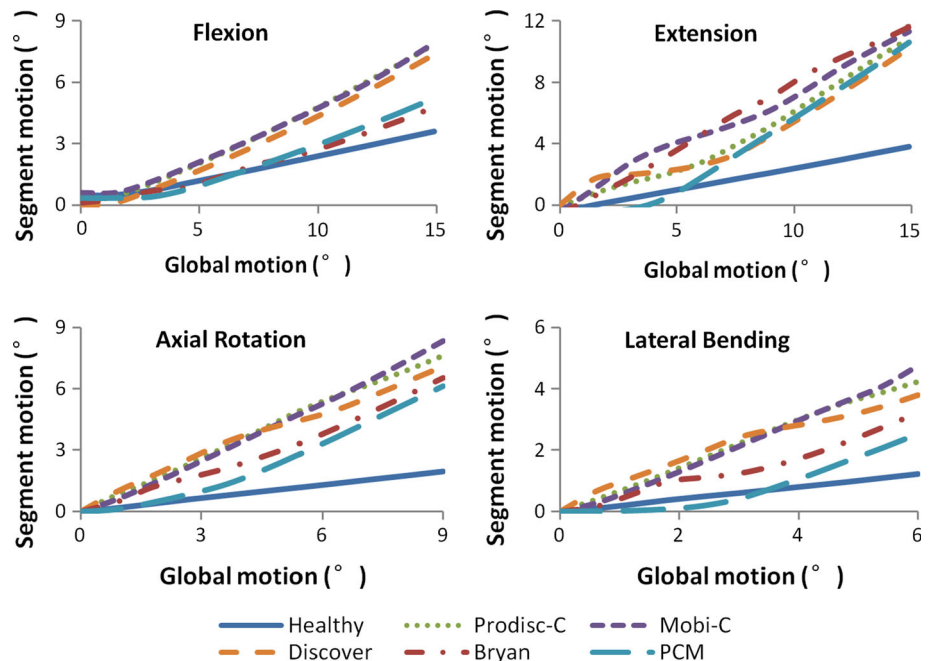 Flexion
Segment motion (°)
9
6
3
0
0 5 10 15
Global motion (°)
Extension
Segment motion (°)
12
8
4
0
0 5 10 15
Global motion (°)
Axial Rotation
Segment motion (°)
9
6
3
0
0 3 6 9
Global motion (°)
Lateral Bending
Segment motion (°)
6
4
2
0
0 2 4 6
Global motion (°)
Healthy Prodisc-C Mobi-C
Discover Bryan PCM